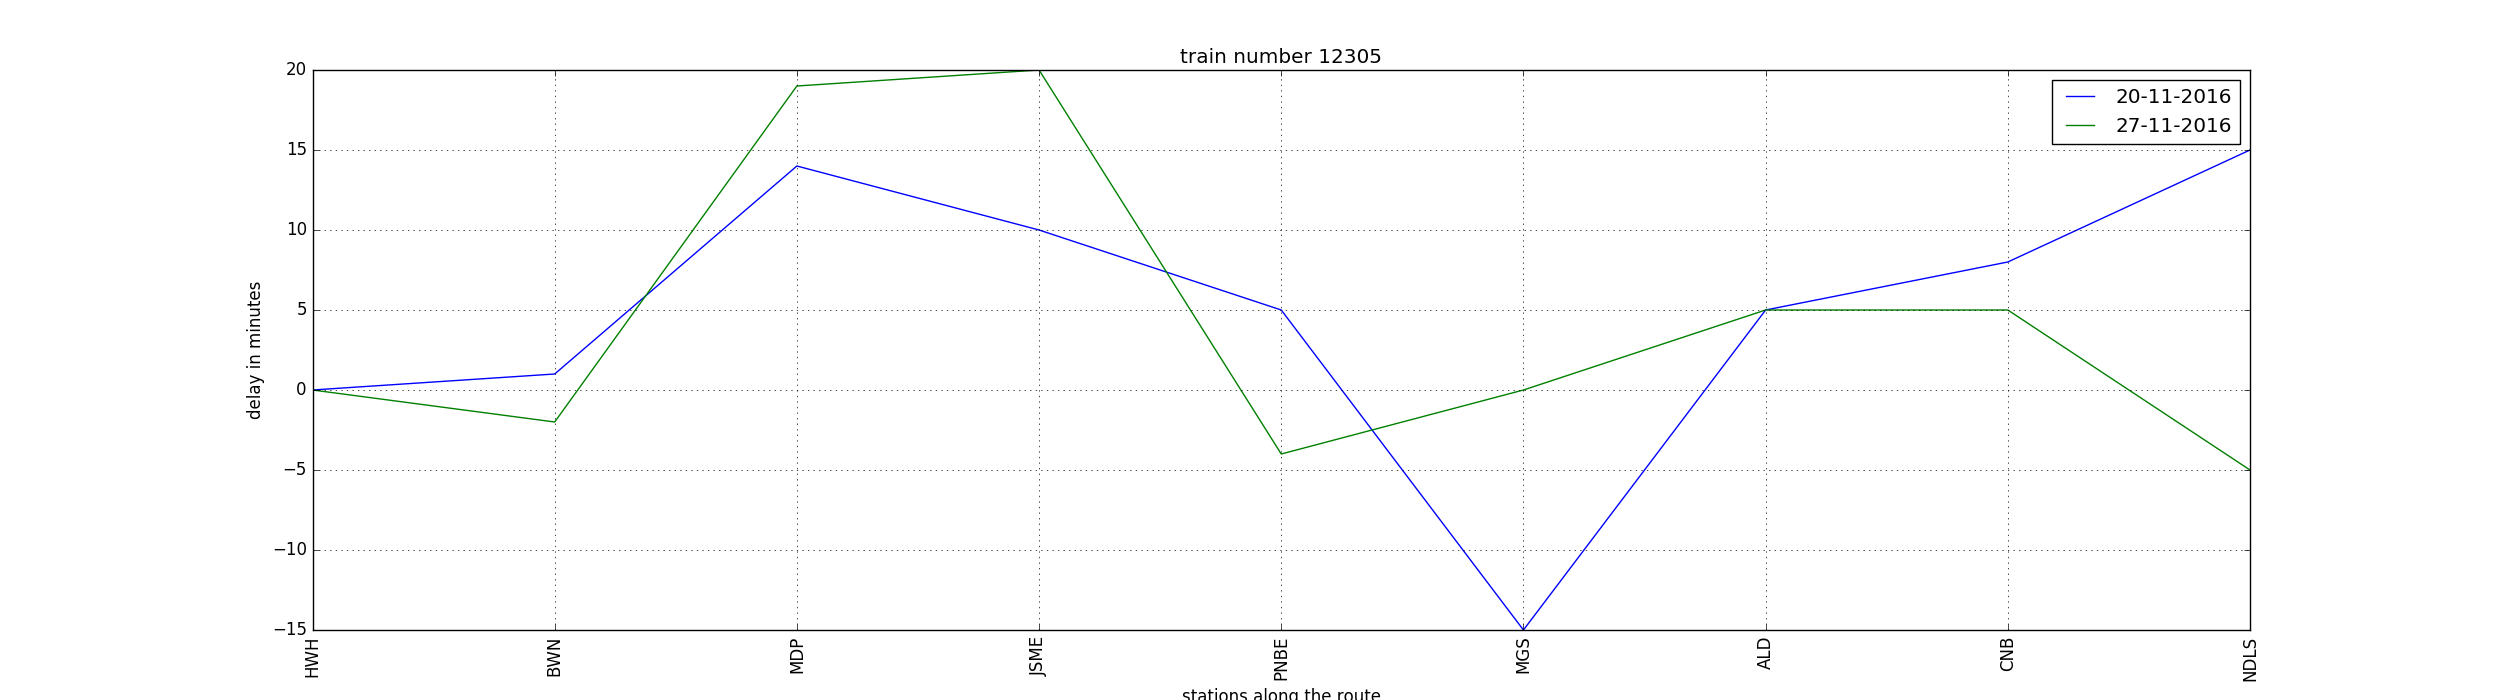 train number 12305
20-11-2016
27-11-2016
delay in minutes
20
15
10
5
0
−5
−10
−15
HWH
BWN
MDP
JSME
PNBE
MGS
ALD
CNB
NDLS
stations along the route